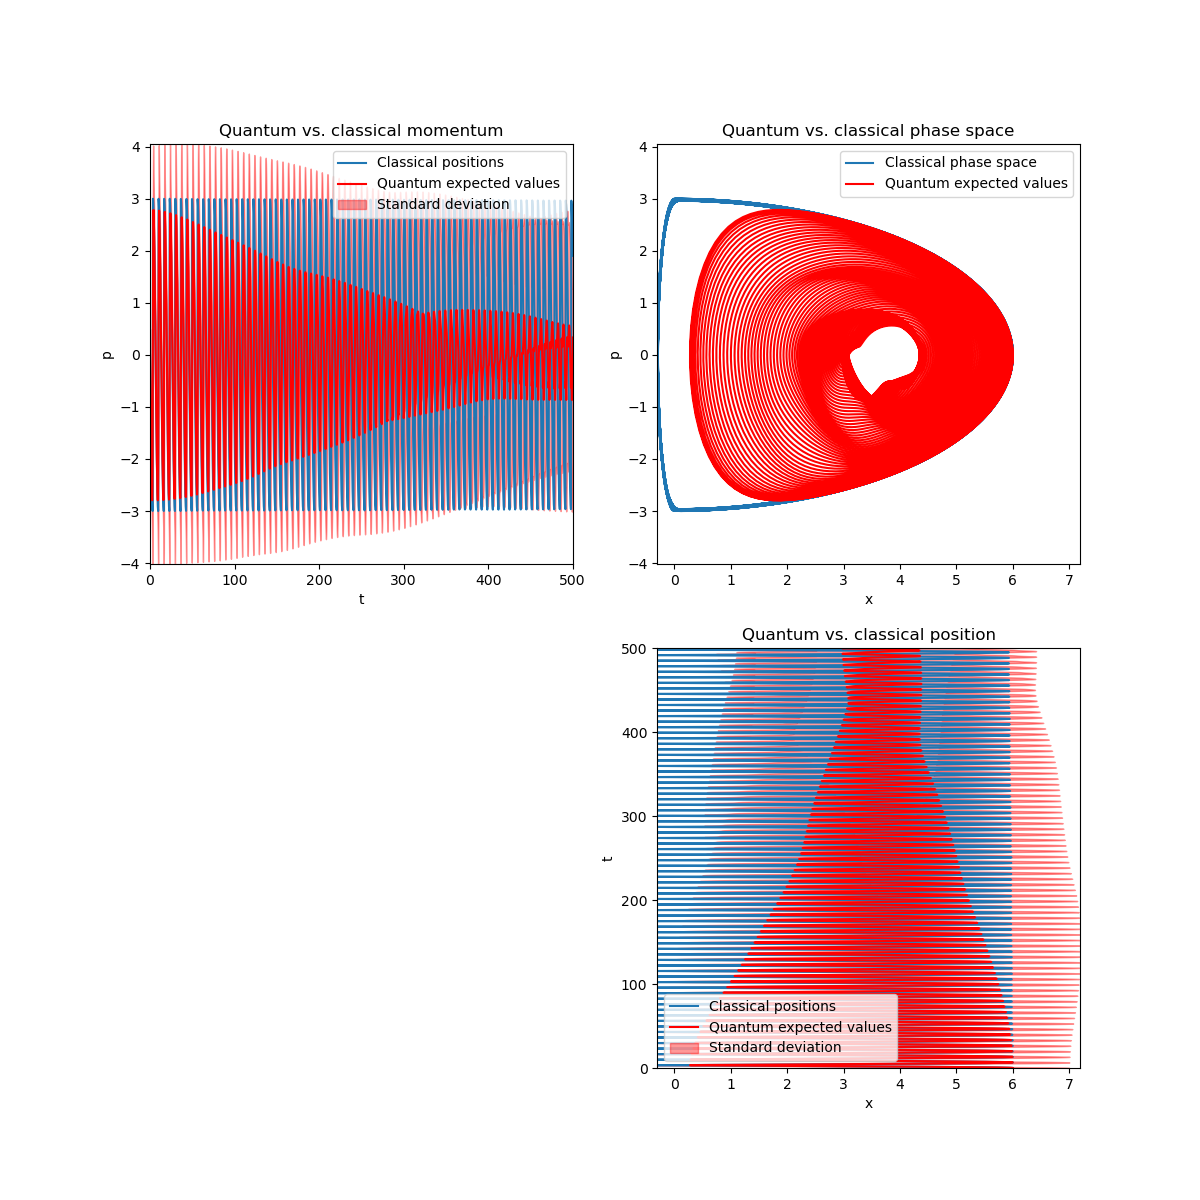 Quantum vs. classical momentum
Classical positions
Quantum expected values
Standard deviation
4
3
2
1
0
−1
−2
−3
−4
p
0 100 200 300 400 500
t
Quantum vs. classical phase space
Classical phase space
Quantum expected values
4
3
2
1
0
−1
−2
−3
−4
p
0 1 2 3 4 5 6 7
x
Quantum vs. classical position
500
400
300
200
100
0
t
Classical positions
Quantum expected values
Standard deviation
0 1 2 3 4 5 6 7
x